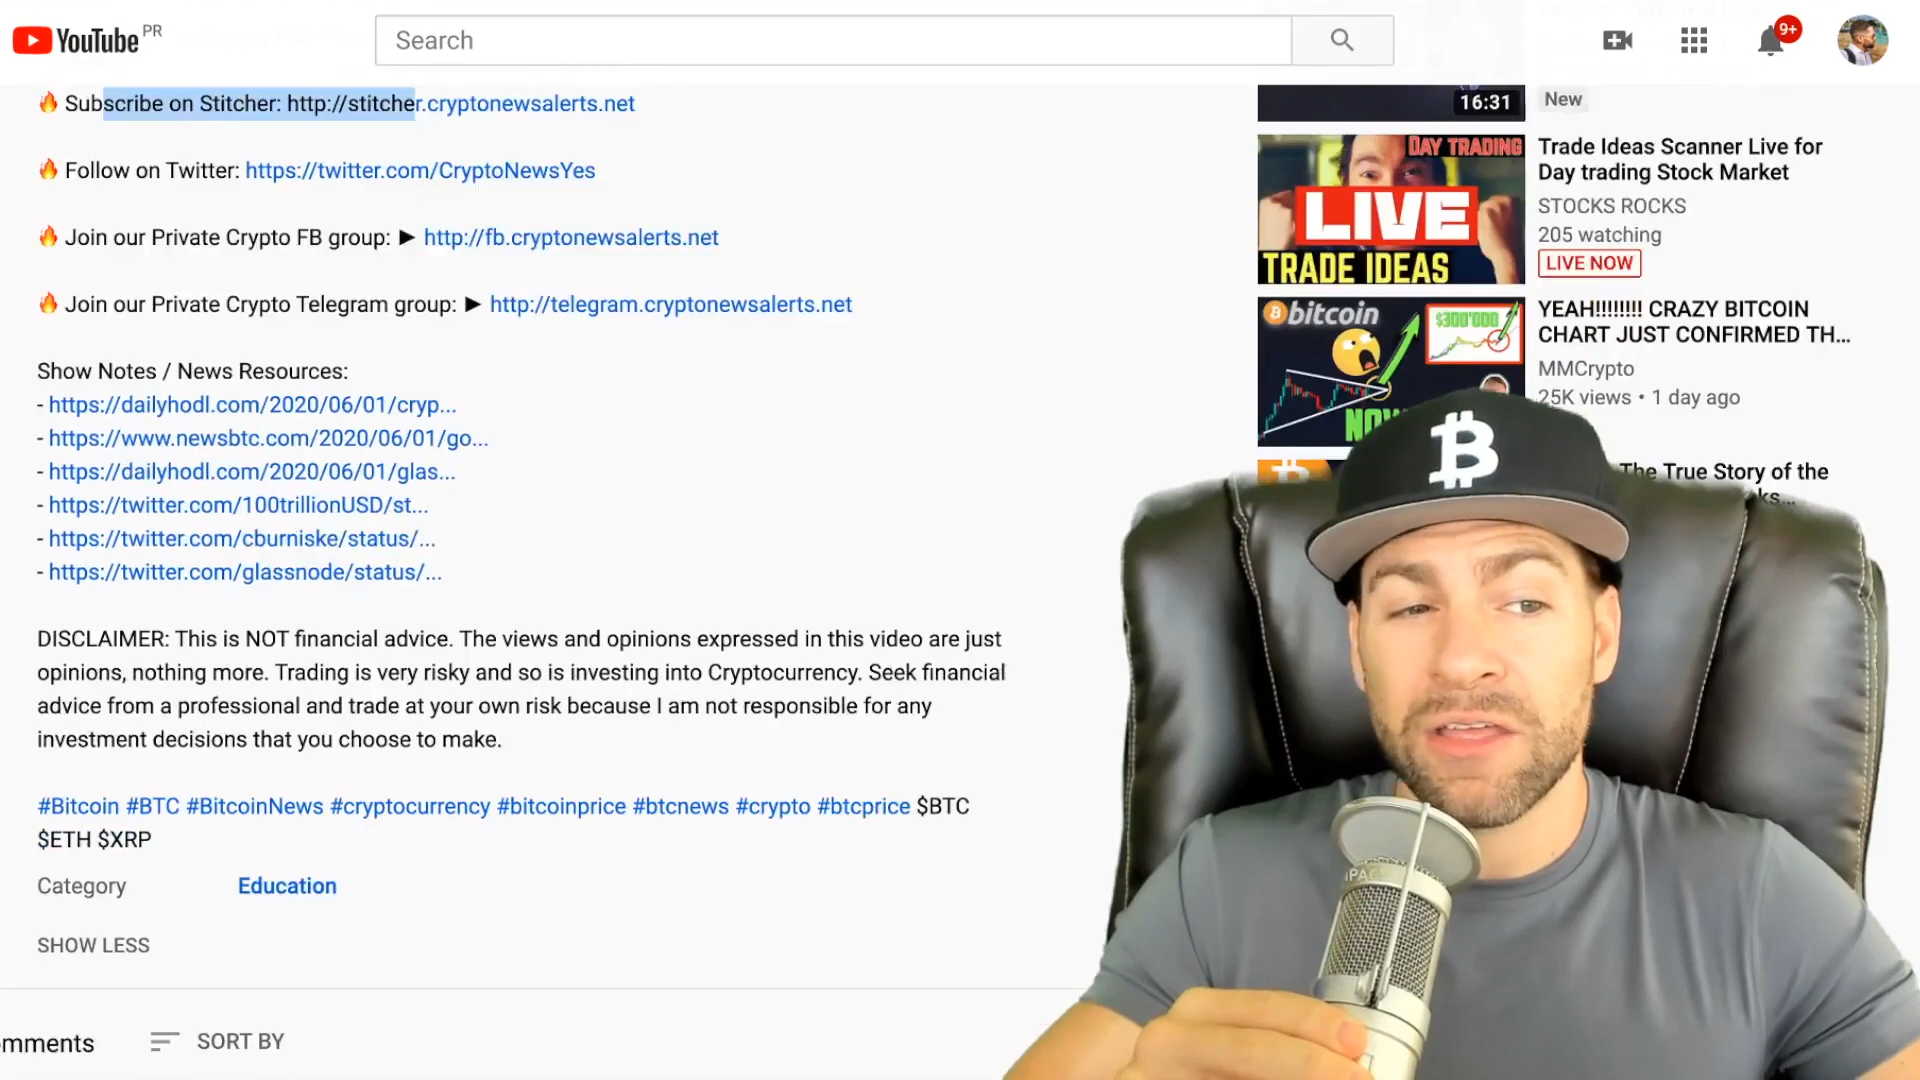 YouTube PR
Search
9+
🔥 Subscribe on Stitcher: http://stitcher.cryptonewsalerts.net
🔥 Follow on Twitter: https://twitter.com/CryptoNewsYes
🔥 Join our Private Crypto FB group: ► http://fb.cryptonewsalerts.net
🔥 Join our Private Crypto Telegram group: ► http://telegram.cryptonewsalerts.net
Show Notes / News Resources:
- https://dailyhodl.com/2020/06/01/cryp...
- https://www.newsbtc.com/2020/06/01/go...
- https://dailyhodl.com/2020/06/01/glas...
- https://twitter.com/100trillionUSD/st...
- https://twitter.com/cburniske/status/...
- https://twitter.com/glassnode/status/...
DISCLAIMER: This is NOT financial advice. The views and opinions expressed in this video are just
opinions, nothing more. Trading is very risky and so is investing into Cryptocurrency. Seek financial
advice from a professional and trade at your own risk because I am not responsible for any
investment decisions that you choose to make.
#Bitcoin #BTC #BitcoinNews #cryptocurrency #bitcoinprice #btcnews #crypto #btcprice $BTC
$ETH $XRP
Category Education
SHOW LESS
mments SORT BY
16:31
New
DAY TRADING
LIVE
TRADE IDEAS
Trade Ideas Scanner Live for
Day trading Stock Market
STOCKS ROCKS
205 watching
LIVE NOW
bitcoin
$300'000
NOW
YEAH!!!!!!!! CRAZY BITCOIN
CHART JUST CONFIRMED TH...
MMCrypto
25K views • 1 day ago
The True Story of the
ks...